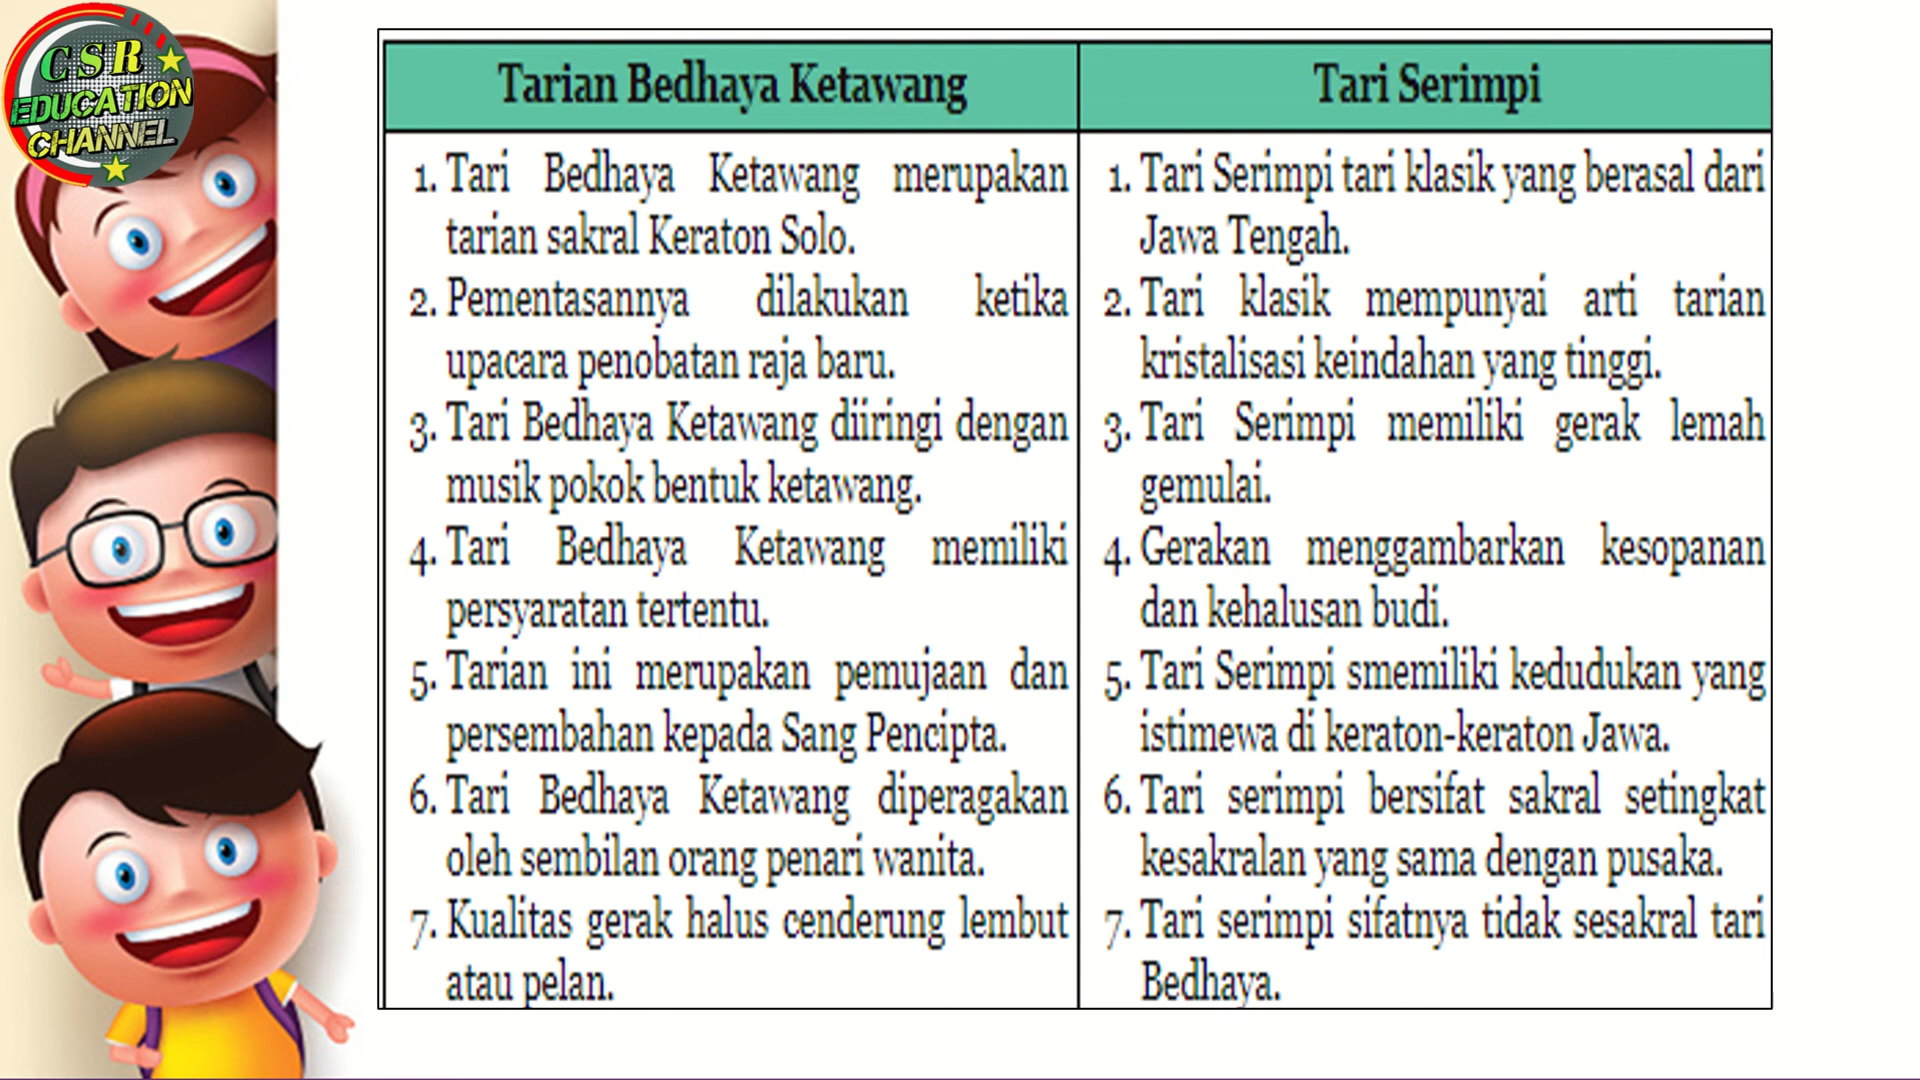 CSR
EDUCATION
CHANNEL
Tarian Bedhaya Ketawang
1. Tari Bedhaya Ketawang merupakan
tarian sakral Keraton Solo.
2. Pementasannya dilakukan ketika
upacara penobatan raja baru.
3. Tari Bedhaya Ketawang diiringi dengan
musik pokok bentuk ketawang.
4. Tari Bedhaya Ketawang memiliki
persyaratan tertentu.
5. Tarian ini merupakan pemujaan dan
persembahan kepada Sang Pencipta.
6. Tari Bedhaya Ketawang diperagakan
oleh sembilan orang penari wanita.
7. Kualitas gerak halus cenderung lembut
atau pelan.
Tari Serimpi
1. Tari Serimpi tari klasik yang berasal dari
Jawa Tengah.
2. Tari klasik mempunyai arti tarian
kristalisasi keindahan yang tinggi.
3. Tari Serimpi memiliki gerak lemah
gemulai.
4. Gerakan menggambarkan kesopanan
dan kehalusan budi.
5. Tari Serimpi smemiliki kedudukan yang
istimewa di keraton-keraton Jawa.
6. Tari serimpi bersifat sakral setingkat
kesakralan yang sama dengan pusaka.
7. Tari serimpi sifatnya tidak sesakral tari
Bedhaya.